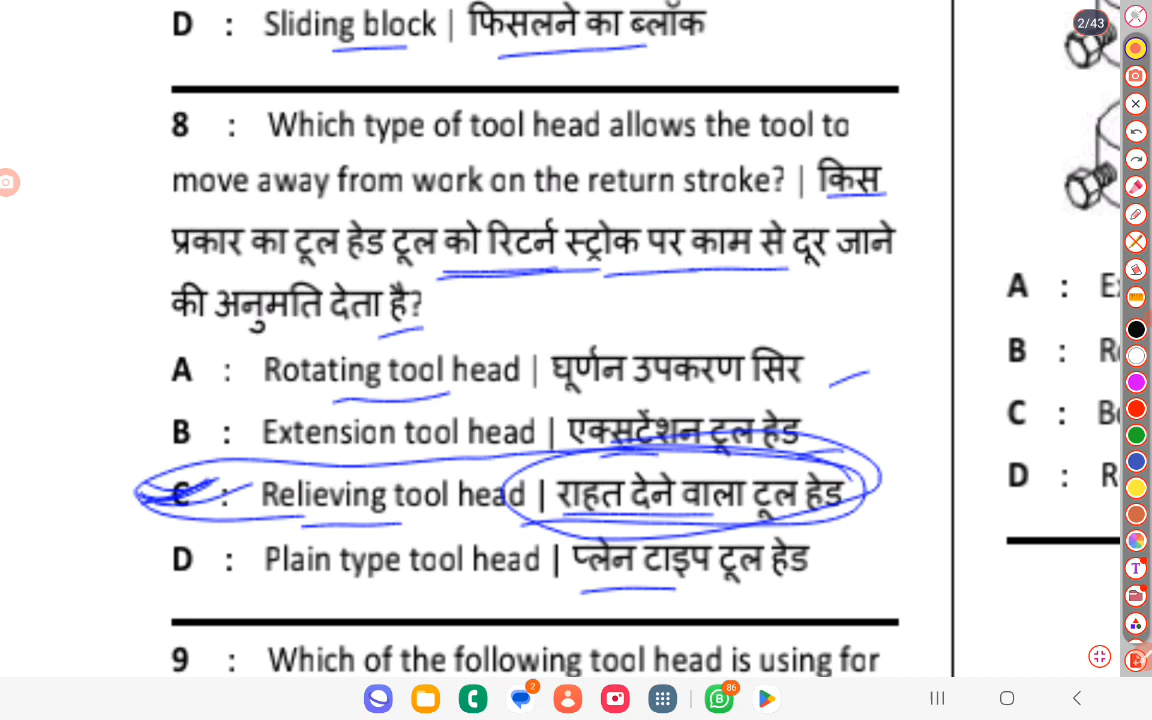 D : Sliding block | फिसलने का ब्लॉक
2/43
8 : Which type of tool head allows the tool to
move away from work on the return stroke? | किस
प्रकार का टूल हेड टूल को रिटर्न स्ट्रोक पर काम से दूर जाने
की अनुमति देता है?
A : Rotating tool head | घूर्णन उपकरण सिर
B : Extension tool head | एक्सटेंशन टूल हेड
C : Relieving tool head | राहत देने वाला टूल हेड
D : Plain type tool head | प्लेन टाइप टूल हेड
9 : Which of the following tool head is using for
A :
B :
C :
D :
T
2
86